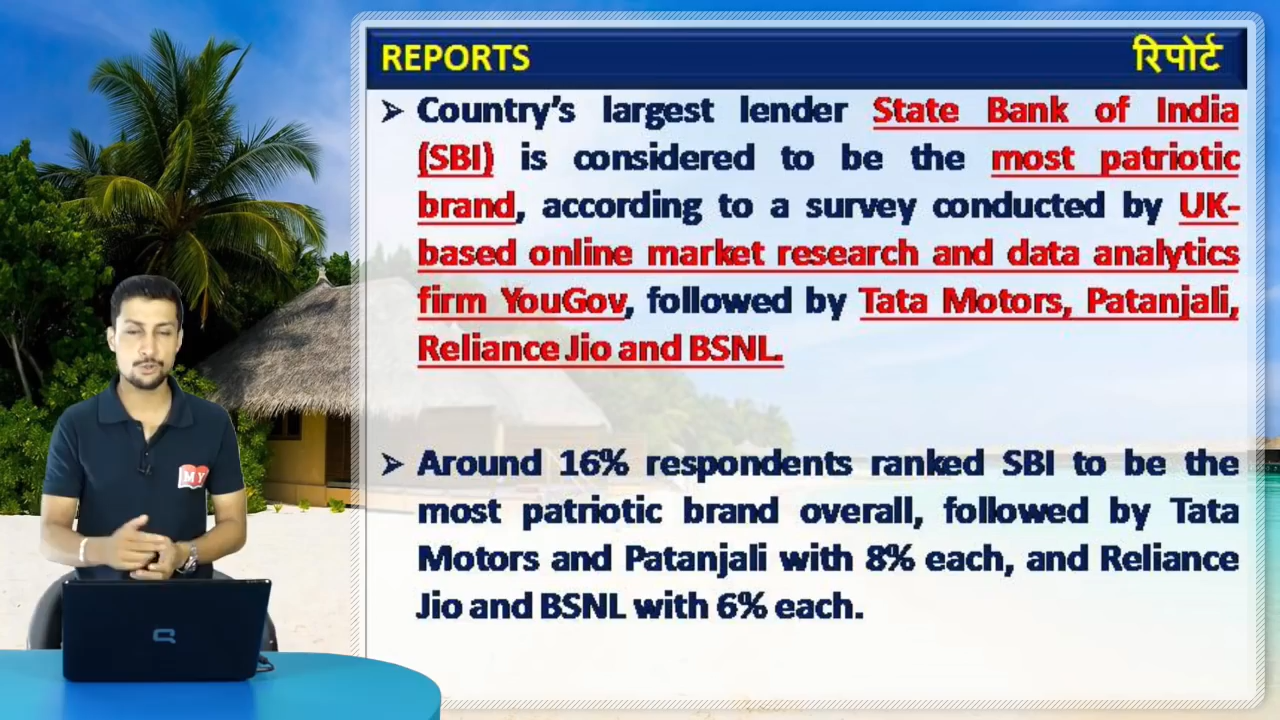 REPORTS
रिपोर्ट
➢ Country’s largest lender State Bank of India
(SBI) is considered to be the most patriotic
brand, according to a survey conducted by UK-
based online market research and data analytics
firm YouGov, followed by Tata Motors, Patanjali,
Reliance Jio and BSNL.
➢ Around 16% respondents ranked SBI to be the
most patriotic brand overall, followed by Tata
Motors and Patanjali with 8% each, and Reliance
Jio and BSNL with 6% each.
MY